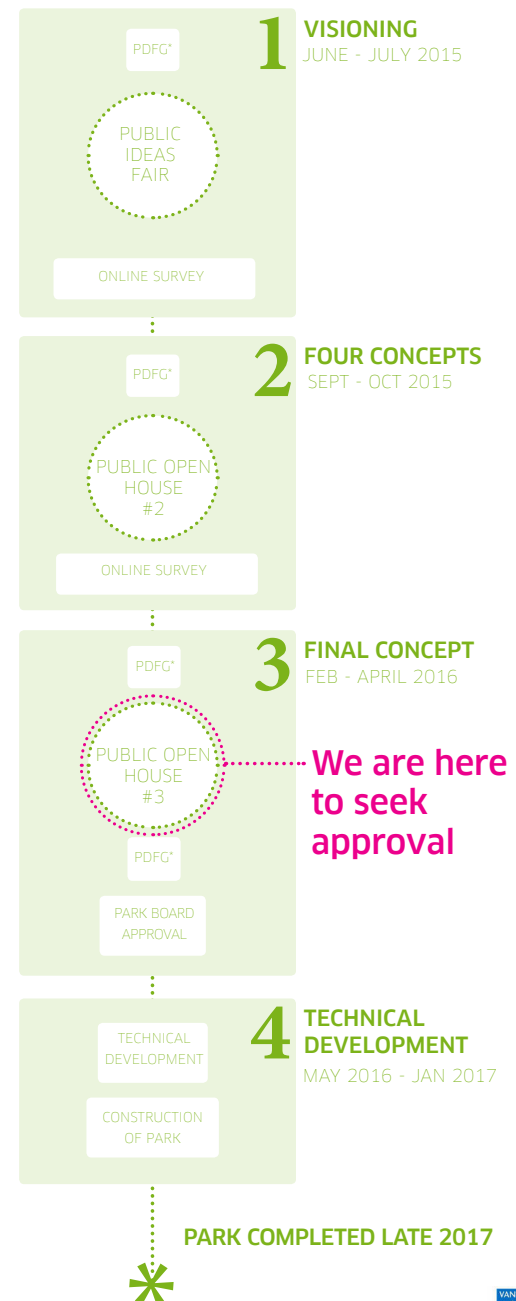 1
VISIONING
JUNE - JULY 2015
PDFG*
PUBLIC
IDEAS
FAIR
ONLINE SURVEY
2
FOUR CONCEPTS
SEPT - OCT 2015
PDFG*
PUBLIC OPEN
HOUSE
#2
ONLINE SURVEY
3
FINAL CONCEPT
FEB - APRIL 2016
PDFG*
PUBLIC OPEN
HOUSE
#3
We are here
to seek
approval
PDFG*
PARK BOARD
APPROVAL
4
TECHNICAL
DEVELOPMENT
MAY 2016 - JAN 2017
TECHNICAL
DEVELOPMENT
CONSTRUCTION
OF PARK
PARK COMPLETED LATE 2017
*
VAN